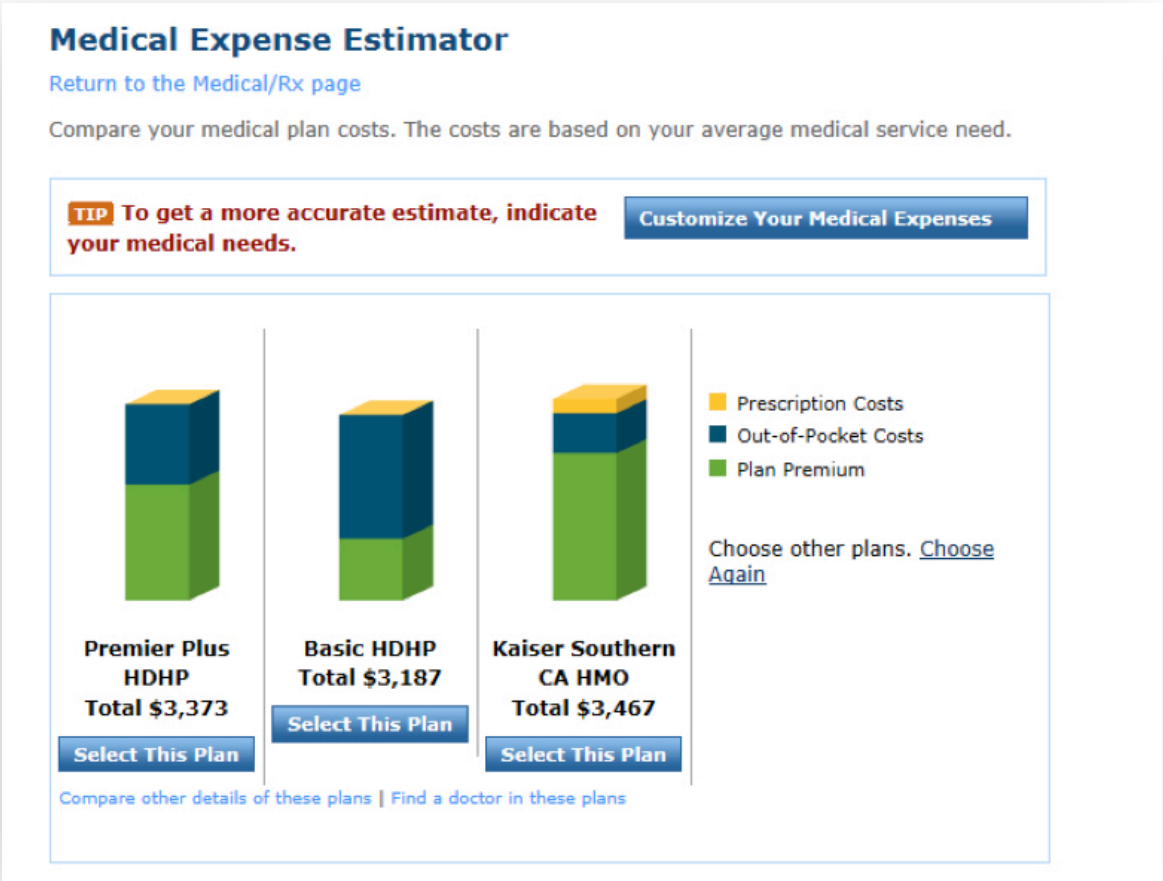 Medical Expense Estimator
Return to the Medical/Rx page
Compare your medical plan costs. The costs are based on your average medical service need.
TIP To get a more accurate estimate, indicate
your medical needs.
Customize Your Medical Expenses
Prescription Costs
Out-of-Pocket Costs
Plan Premium
Choose other plans. Choose
Again
Premier Plus
HDHP
Total $3,373
Select This Plan
Basic HDHP
Total $3,187
Select This Plan
Kaiser Southern
CA HMO
Total $3,467
Select This Plan
Compare other details of these plans | Find a doctor in these plans